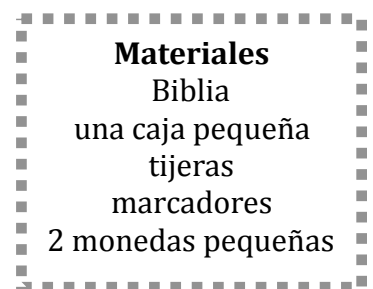 Materiales
Biblia
una caja pequeña
tijeras
marcadores
2 monedas pequeñas